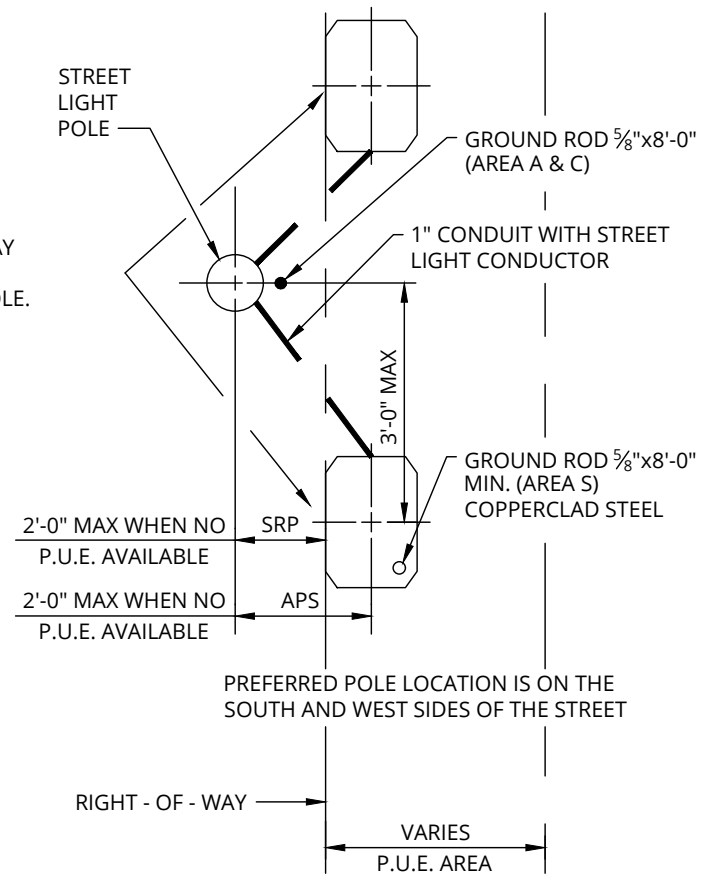 STREET
LIGHT
POLE
GROUND ROD ⅝"x8'-0"
(AREA A & C)
1" CONDUIT WITH STREET
LIGHT CONDUCTOR
AY
OLE.
3'-0" MAX
GROUND ROD ⅝"x8'-0"
MIN. (AREA S)
COPPERCLAD STEEL
2'-0" MAX WHEN NO
P.U.E. AVAILABLE
SRP
2'-0" MAX WHEN NO
P.U.E. AVAILABLE
APS
PREFERRED POLE LOCATION IS ON THE
SOUTH AND WEST SIDES OF THE STREET
RIGHT - OF - WAY
VARIES
P.U.E. AREA